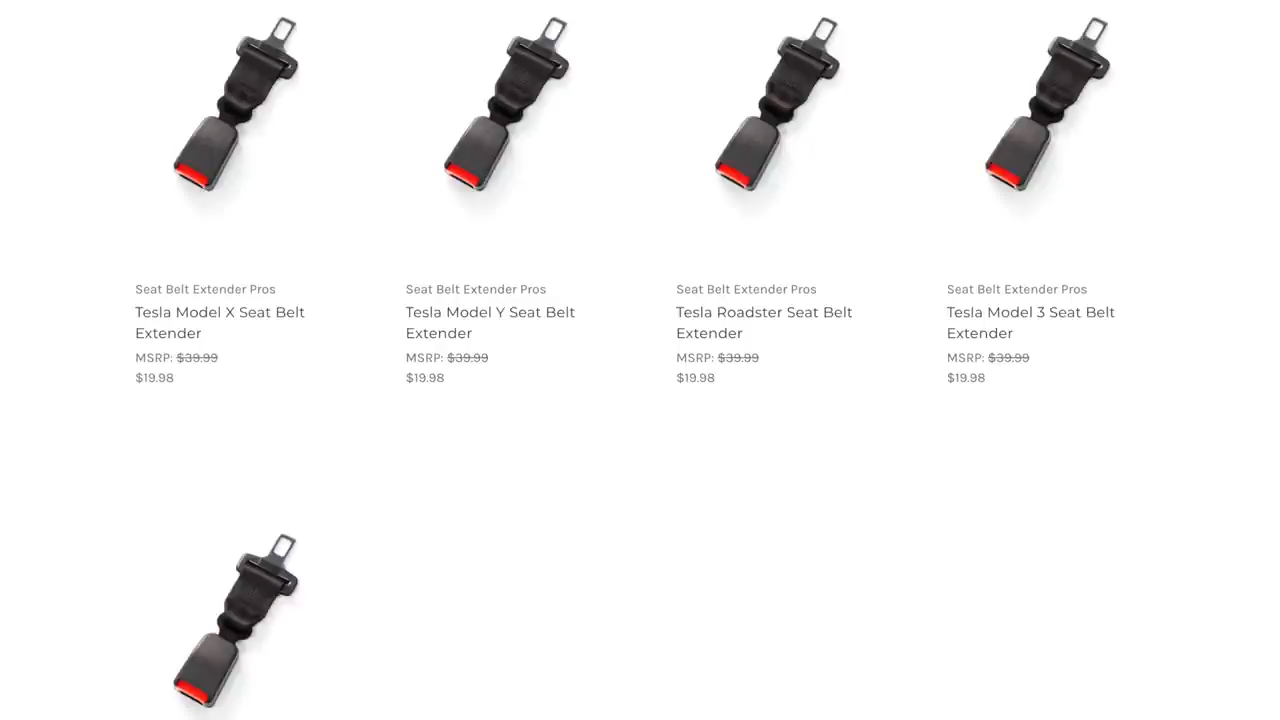 Seat Belt Extender Pros
Tesla Model X Seat Belt
Extender
MSRP: $39.99
$19.98
Seat Belt Extender Pros
Tesla Model Y Seat Belt
Extender
MSRP: $39.99
$19.98
Seat Belt Extender Pros
Tesla Roadster Seat Belt
Extender
MSRP: $39.99
$19.98
Seat Belt Extender Pros
Tesla Model 3 Seat Belt
Extender
MSRP: $39.99
$19.98